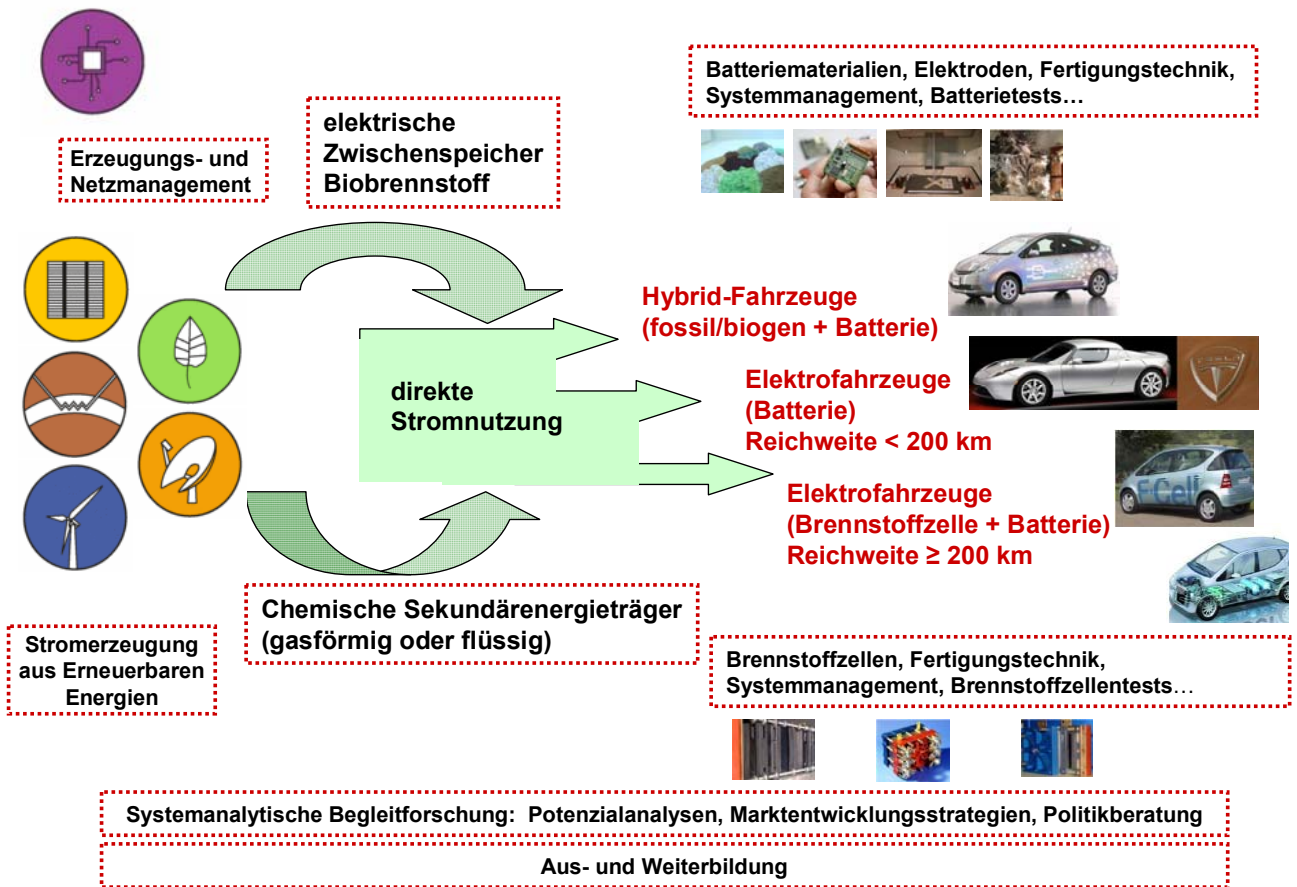 Erzeugungs- und
Netzmanagement
elektrische
Zwischenspeicher
Biobrennstoff
Batteriematerialien, Elektroden, Fertigungstechnik,
Systemmanagement, Batterietests…
direkte
Stromnutzung
Hybrid-Fahrzeuge
(fossil/biogen + Batterie)
Elektrofahrzeuge
(Batterie)
Reichweite < 200 km
TESLA
Elektrofahrzeuge
(Brennstoffzelle + Batterie)
Reichweite ≥ 200 km
F-Cell
Stromerzeugung
aus Erneuerbaren
Energien
Chemische Sekundärenergieträger
(gasförmig oder flüssig)
Brennstoffzellen, Fertigungstechnik,
Systemmanagement, Brennstoffzellentests…
Systemanalytische Begleitforschung: Potenzialanalysen, Marktentwicklungsstrategien, Politikberatung
Aus- und Weiterbildung